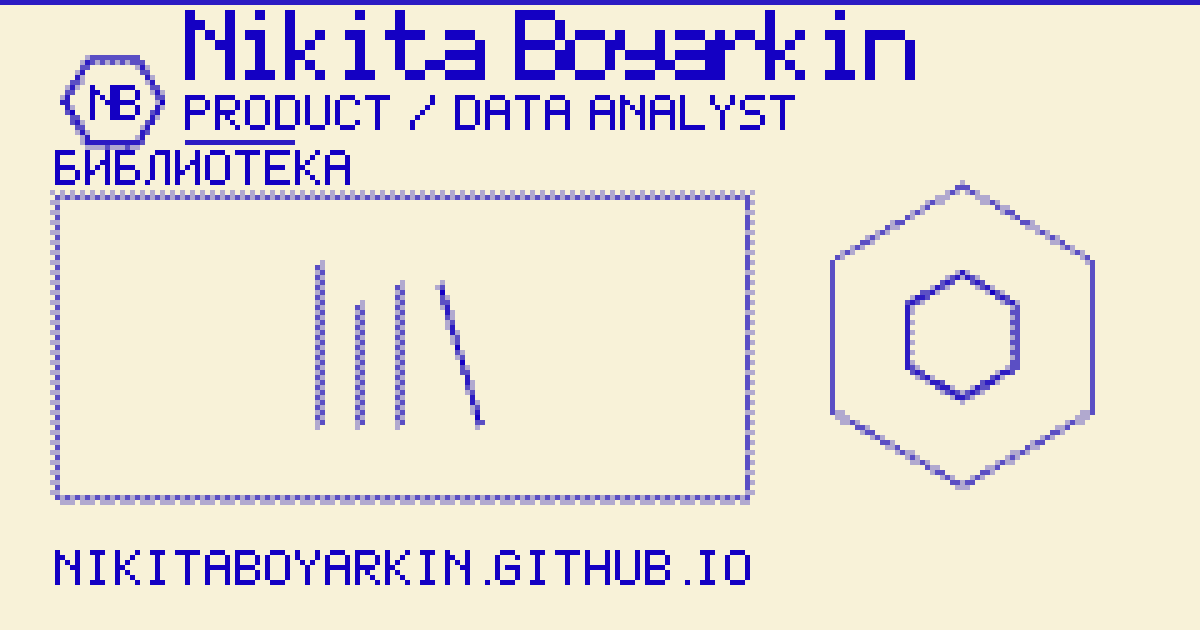 Nikita Boyarkin
NB
PRODUCT / DATA ANALYST
БИБЛИОТЕКА
NIKITABOYARKIN.GITHUB.IO